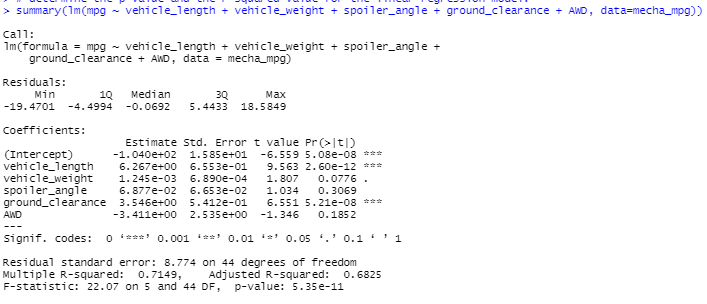 > # determine the p-value and the r-squared value for the linear regression model.
> summary(lm(mpg ~ vehicle_length + vehicle_weight + spoiler_angle + ground_clearance + AWD, data=mecha_mpg))
Call:
lm(formula = mpg ~ vehicle_length + vehicle_weight + spoiler_angle +
    ground_clearance + AWD, data = mecha_mpg)
Residuals:
     Min       1Q   Median       3Q      Max
-19.4701  -4.4994  -0.0692   5.4433  18.5849
Coefficients:
                   Estimate Std. Error t value Pr(>|t|)
(Intercept)      -1.040e+02  1.585e+01  -6.559 5.08e-08 ***
vehicle_length    6.267e+00  6.553e-01   9.563 2.60e-12 ***
vehicle_weight    1.245e-03  6.890e-04   1.807   0.0776 .
spoiler_angle     6.877e-02  6.653e-02   1.034   0.3069
ground_clearance  3.546e+00  5.412e-01   6.551 5.21e-08 ***
AWD              -3.411e+00  2.535e+00  -1.346   0.1852
---
Signif. codes:  0 ‘***’ 0.001 ‘**’ 0.01 ‘*’ 0.05 ‘.’ 0.1 ‘ ’ 1
Residual standard error: 8.774 on 44 degrees of freedom
Multiple R-squared:  0.7149,    Adjusted R-squared:  0.6825
F-statistic: 22.07 on 5 and 44 DF,  p-value: 5.35e-11